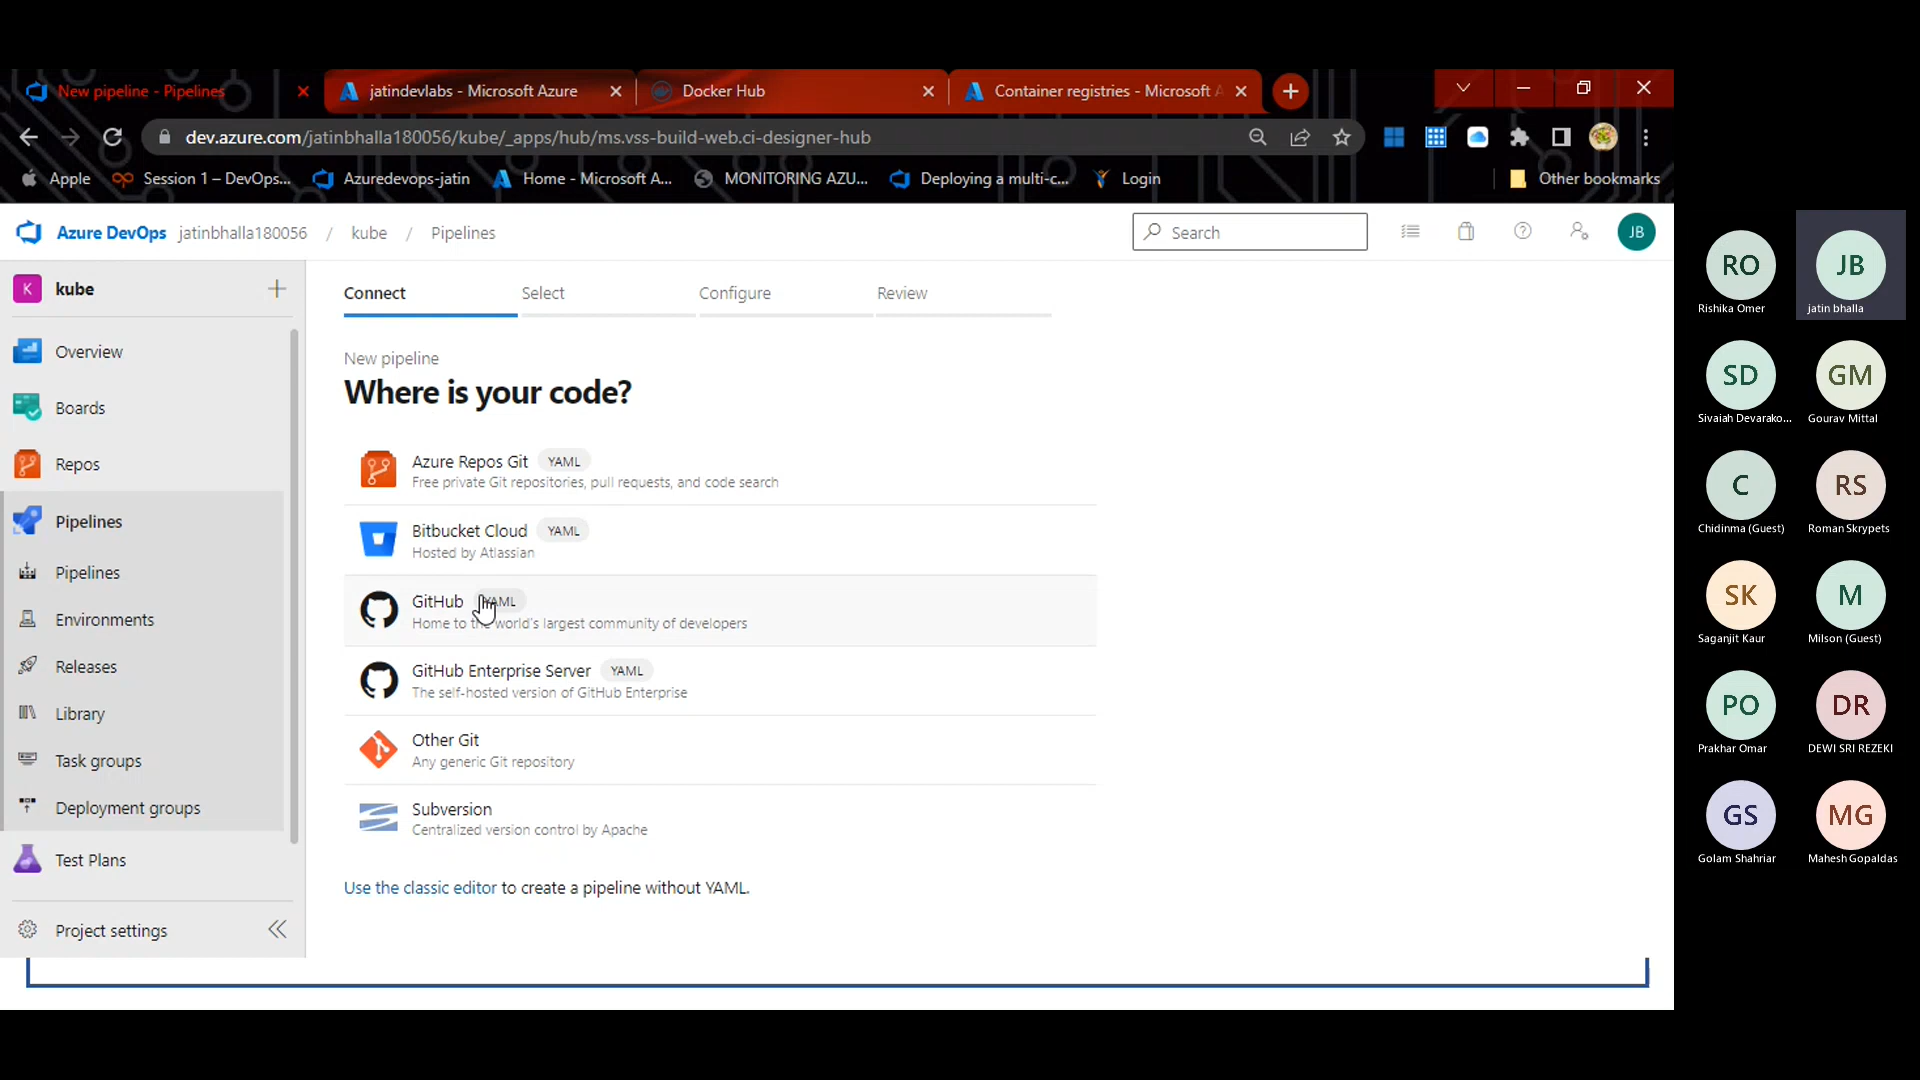 New pipeline - Pipelines
jatindevlabs - Microsoft Azure
Docker Hub
Container registries - Microsoft A
dev.azure.com/jatinbhalla180056/kube/_apps/hub/ms.vss-build-web.ci-designer-hub
Apple
Session 1 – DevOps...
Azuredevops-jatin
Home - Microsoft A...
MONITORING AZU...
Deploying a multi-c...
Login
Other bookmarks
Azure DevOps jatinbhalla180056 / kube / Pipelines
Search
JB
K kube
Overview
Boards
Repos
Pipelines
Pipelines
Environments
Releases
Library
Task groups
Deployment groups
Test Plans
Project settings
Connect
Select
Configure
Review
New pipeline
Where is your code?
Azure Repos Git YAML
Free private Git repositories, pull requests, and code search
Bitbucket Cloud YAML
Hosted by Atlassian
GitHub YAML
Home to the world's largest community of developers
GitHub Enterprise Server YAML
The self-hosted version of GitHub Enterprise
Other Git
Any generic Git repository
Subversion
Centralized version control by Apache
Use the classic editor to create a pipeline without YAML.
RO
Rishika Omer
JB
jatin bhalla
SD
Sivaiah Devarako...
GM
Gourav Mittal
C
Chidinma (Guest)
RS
Roman Skrypets
SK
Saganjit Kaur
M
Milson (Guest)
PO
Prakhar Omar
DR
DEWI SRI REZEKI
GS
Golam Shahriar
MG
Mahesh Gopaldas